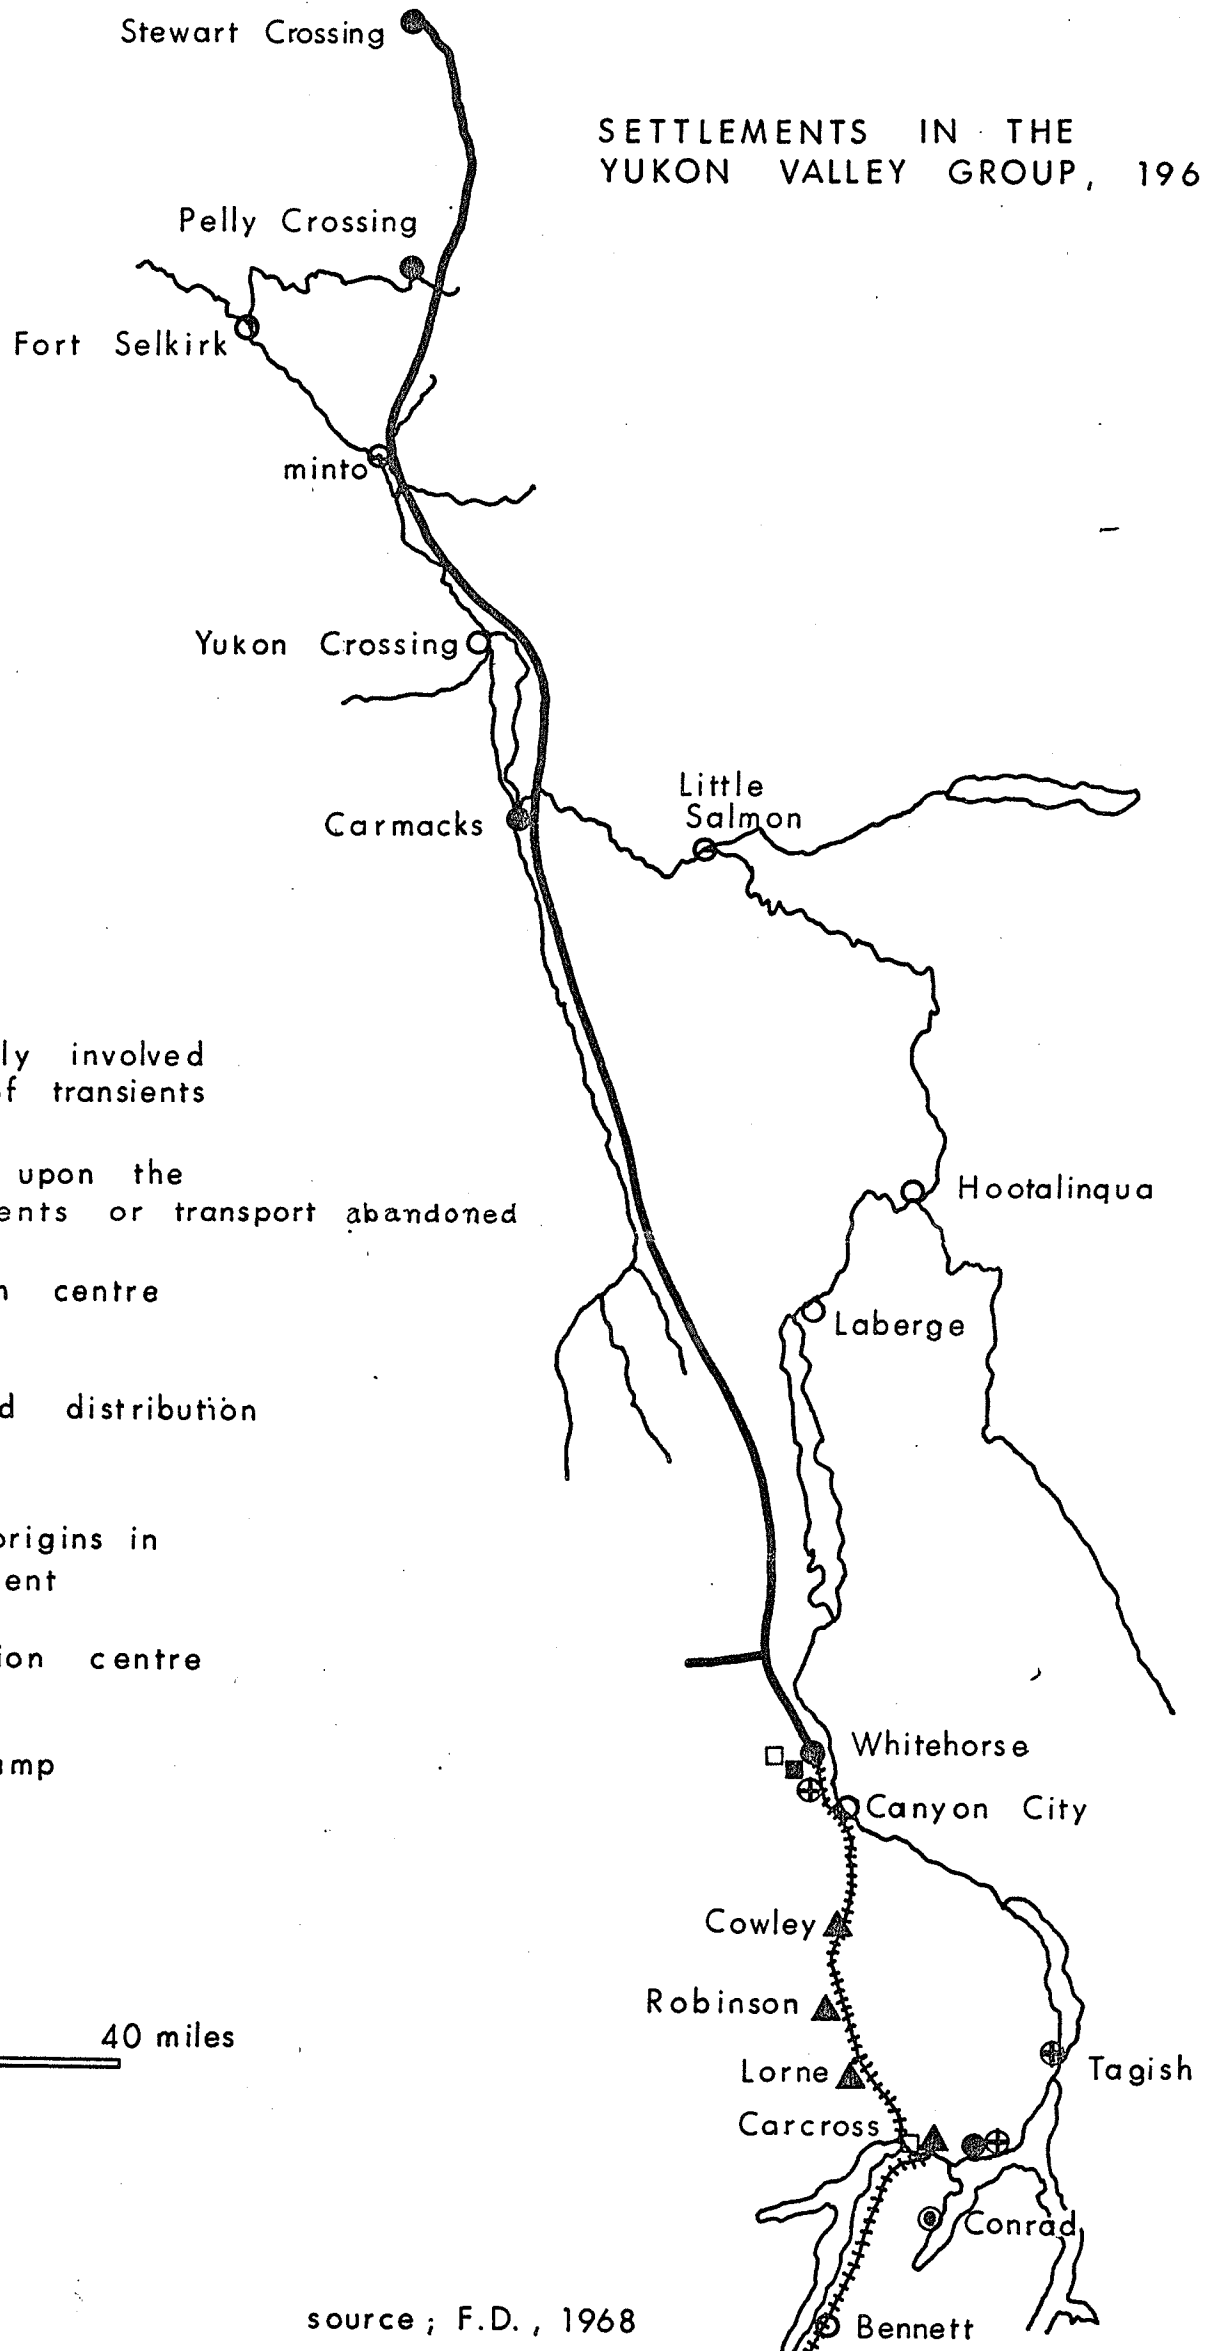 Stewart Crossing
SETTLEMENTS IN THE
YUKON VALLEY GROUP, 196
Pelly Crossing
Fort Selkirk
minto
Yukon Crossing
Little
Salmon
Carmacks
ly involved
f transients
upon the
ents or transport abandoned
Hootalinqua
n centre
Laberge
d distribution
origins in
ent
ion centre
Whitehorse
amp
Canyon City
Cowley
Robinson
40 miles
Lorne
Tagish
Carcross
Conrad
source; F.D., 1968
Bennett